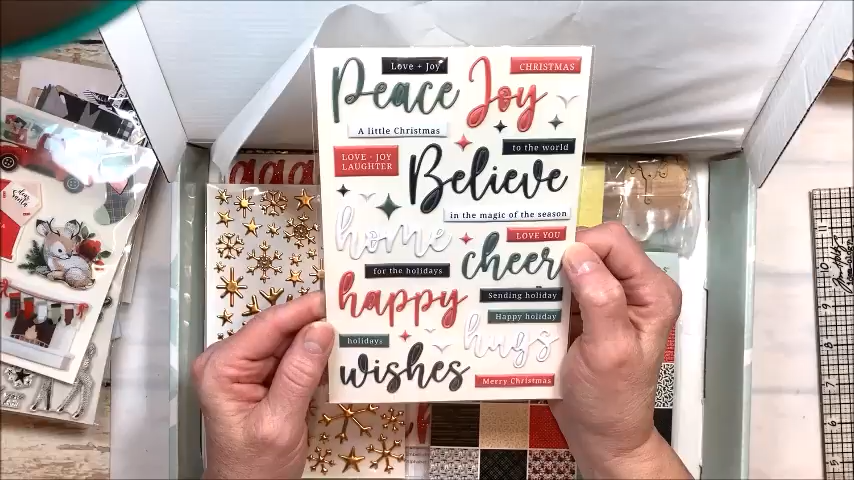 Love + Joy
CHRISTMAS
Peace
Joy
A little Christmas
to the world
LOVE · JOY
LAUGHTER
Believe
in the magic of the season
home
LOVE YOU
cheer
for the holidays
happy
Sending holiday
Happy holiday
holidays
hugs
wishes
Merry Christmas